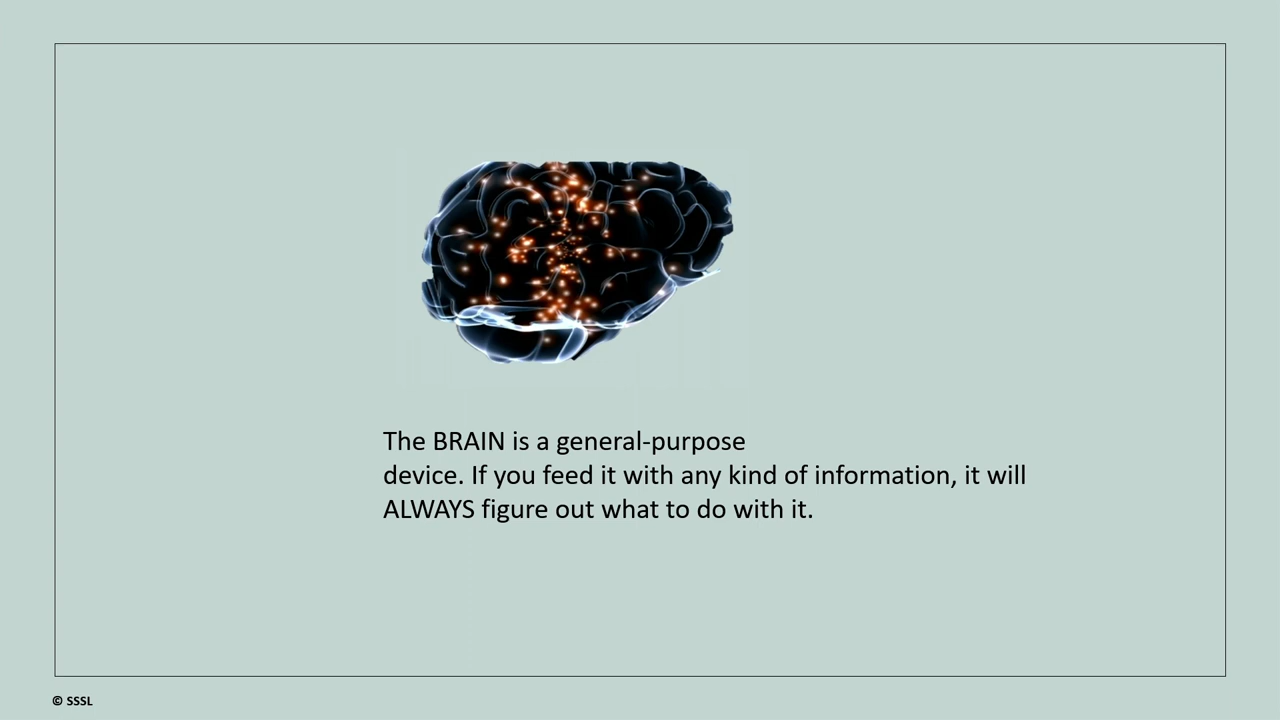 The BRAIN is a general-purpose
device. If you feed it with any kind of information, it will
ALWAYS figure out what to do with it.
© SSSL